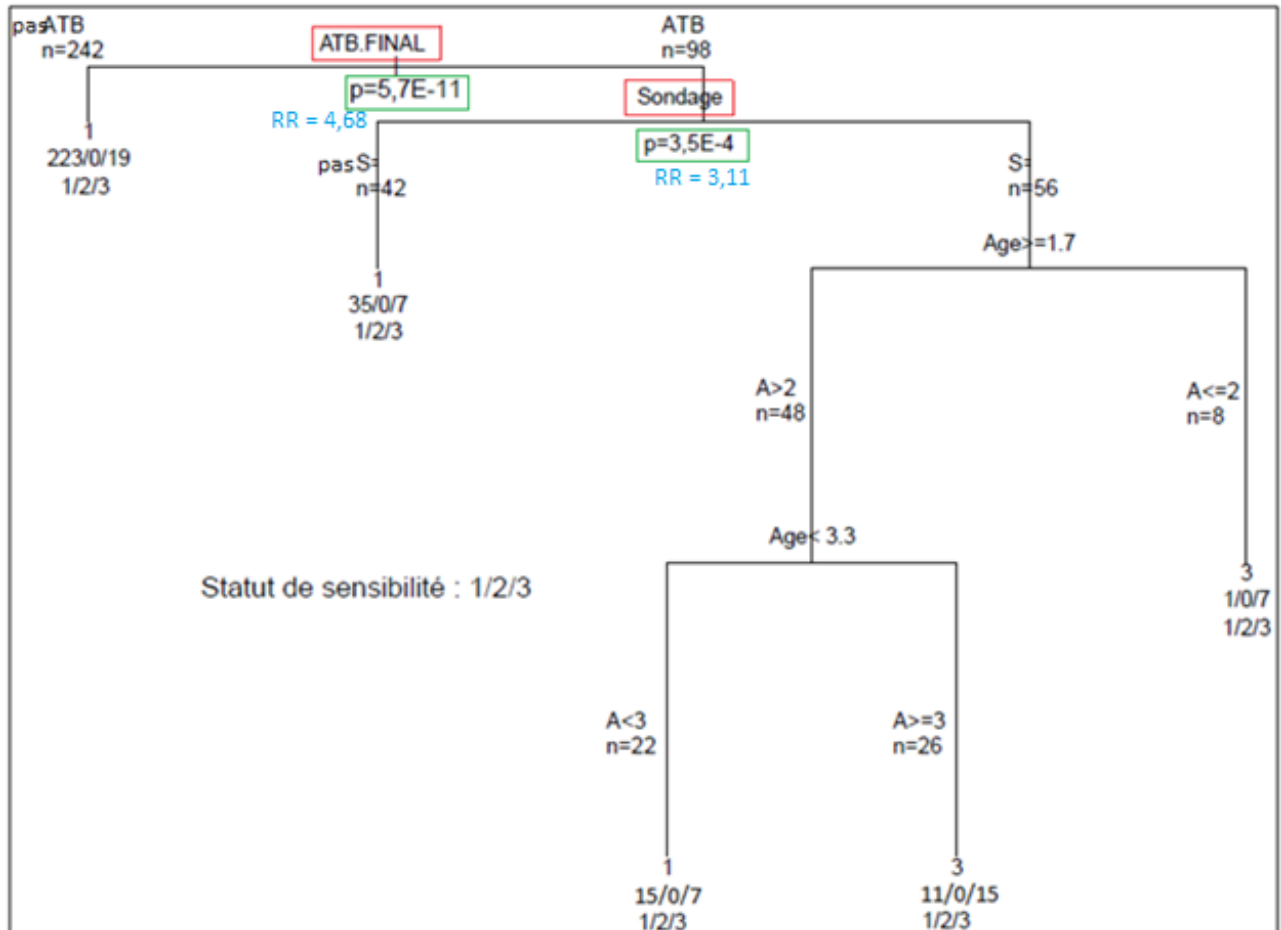 pas ATB
n=242
ATB.FINAL
ATB
n=98
p=5,7E-11
RR = 4,68
Sondage
p=3,5E-4
RR = 3,11
1
223/0/19
1/2/3
pas S=
n=42
S=
n=56
Age>=1.7
1
35/0/7
1/2/3
A>2
n=48
A<=2
n=8
Age< 3.3
Statut de sensibilité : 1/2/3
3
1/0/7
1/2/3
A<3
n=22
A>=3
n=26
1
15/0/7
1/2/3
3
11/0/15
1/2/3